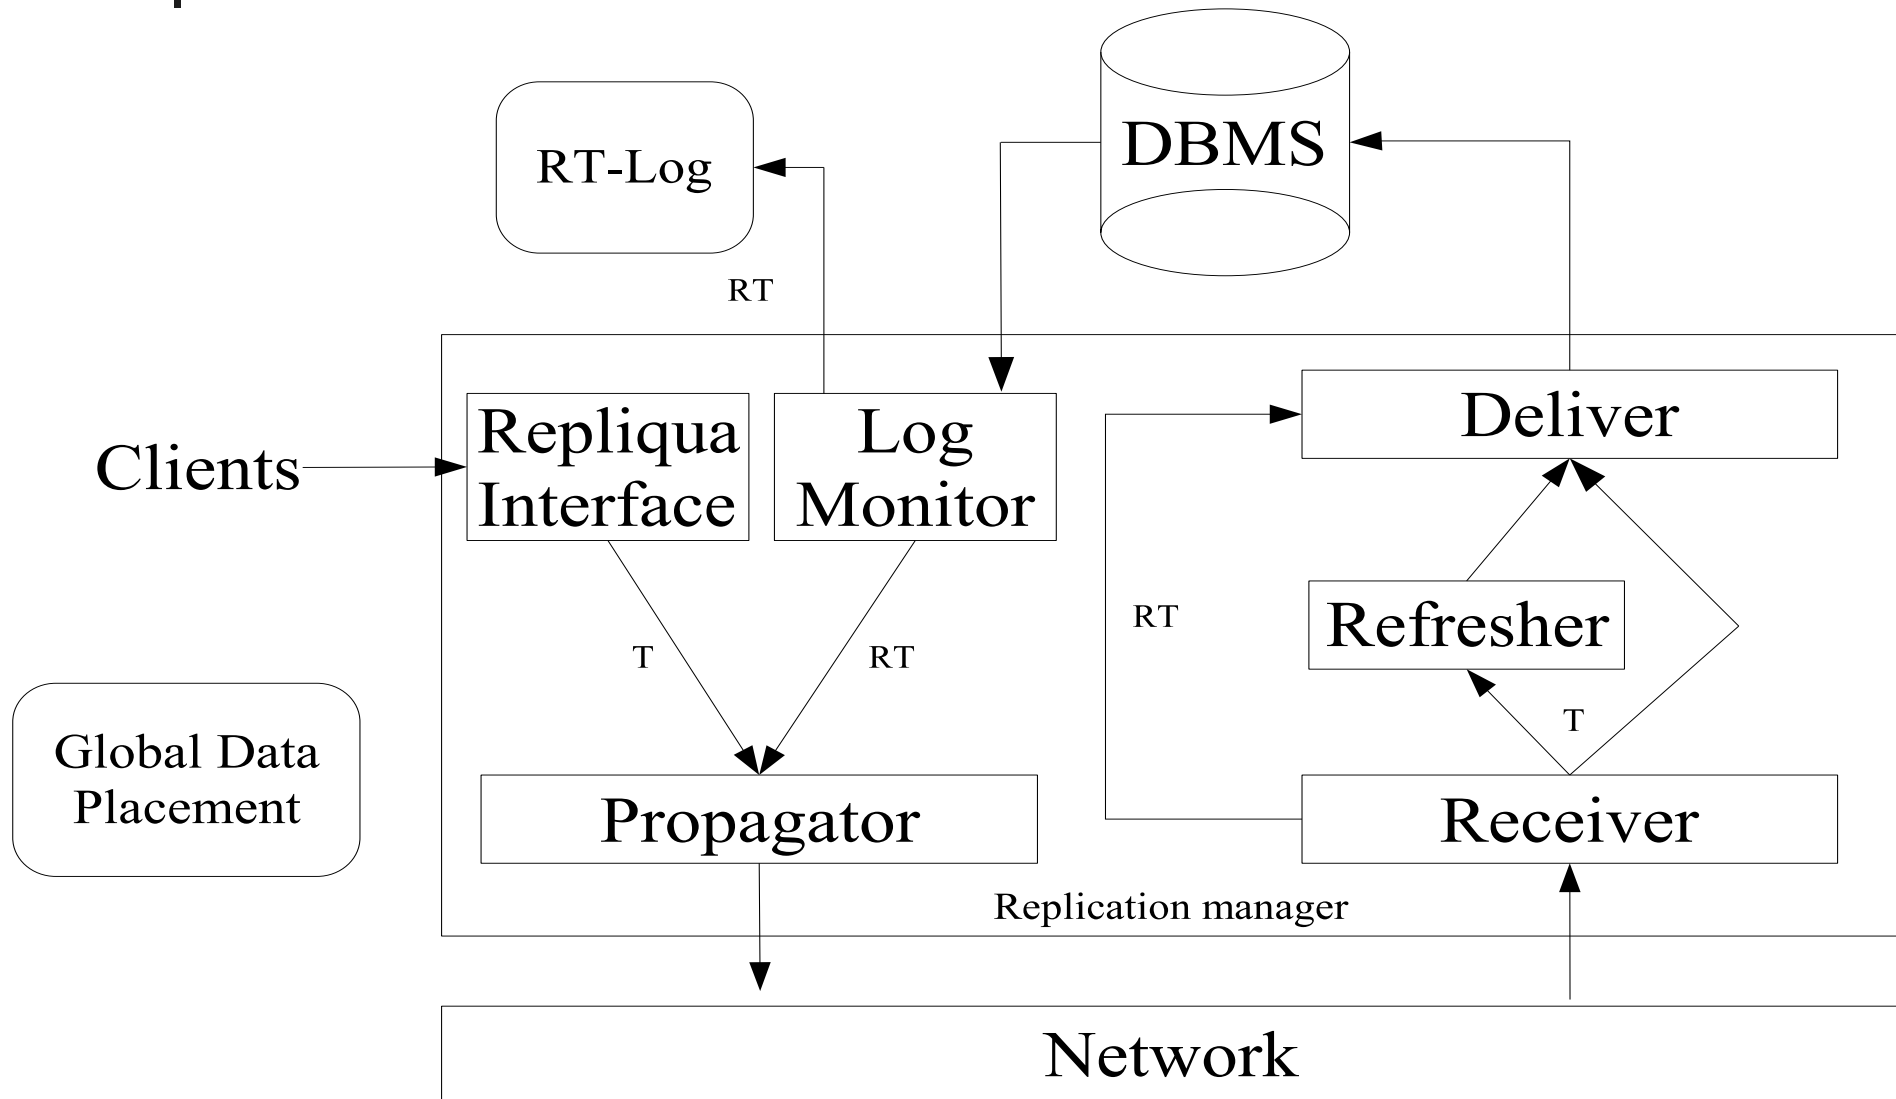 DBMS
RT-Log
RT
Repliqua
Interface
Log
Monitor
Deliver
Clients
RT
Refresher
T
RT
T
Global Data
Placement
Propagator
Receiver
Replication manager
Network